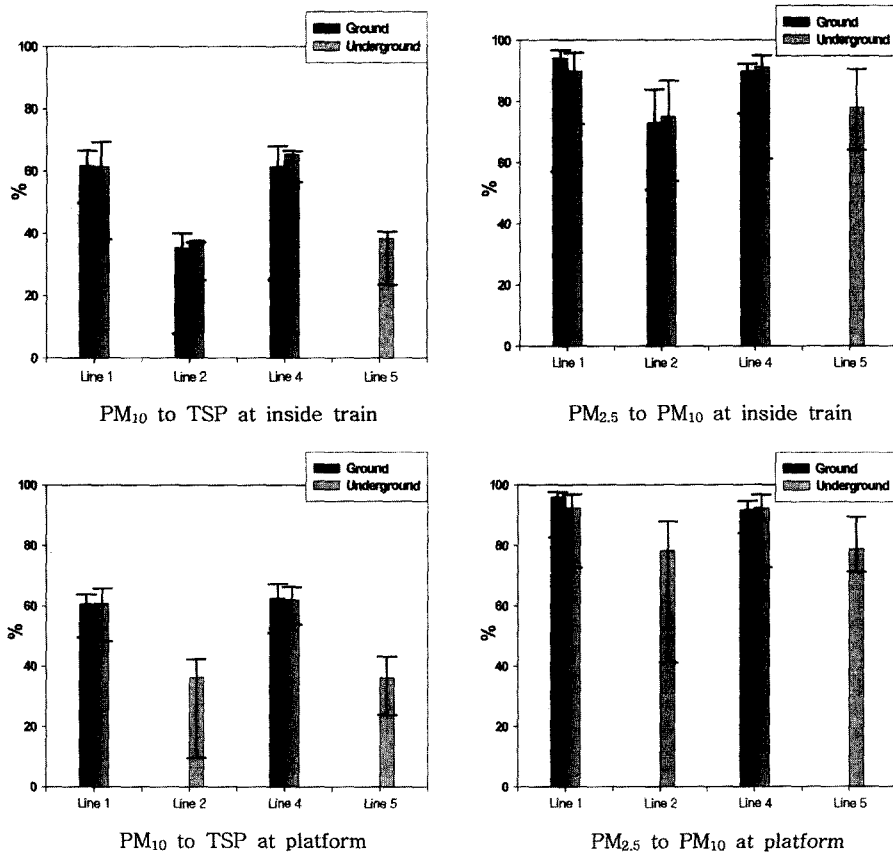 Ground
Underground
100
80
60
40
20
0
%
Line 1 Line 2 Line 4 Line 5
PM₁₀ to TSP at inside train
Ground
Underground
100
80
60
40
20
0
%
Line 1 Line 2 Line 4 Line 5
PM₂.₅ to PM₁₀ at inside train
Ground
Underground
100
80
60
40
20
0
%
Line 1 Line 2 Line 4 Line 5
PM₁₀ to TSP at platform
Ground
Underground
100
80
60
40
20
0
%
Line 1 Line 2 Line 4 Line 5
PM₂.₅ to PM₁₀ at platform